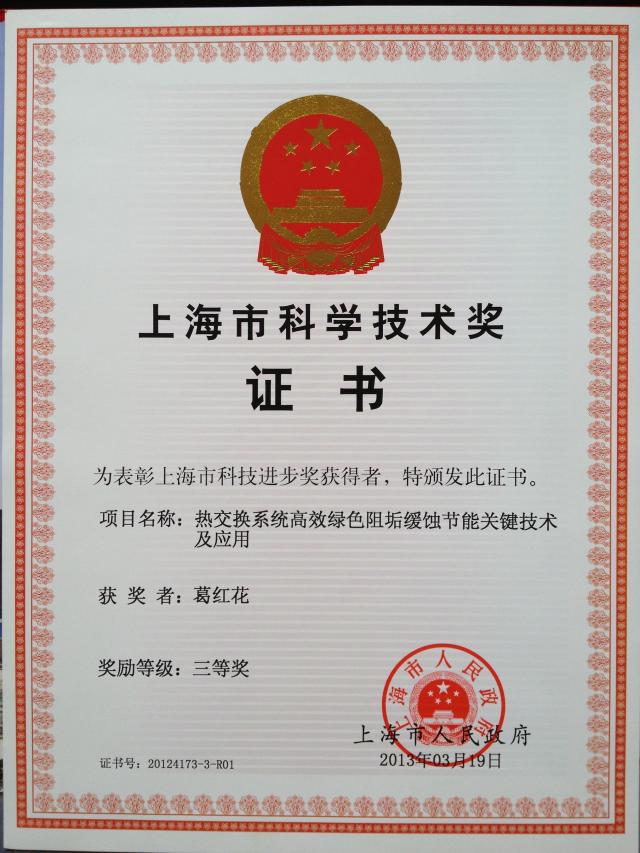 上海市科学技术奖
证书
为表彰上海市科技进步奖获得者，特颁发此证书。
项目名称：热交换系统高效绿色阻垢缓蚀节能关键技术
及应用
获奖者：葛红花
奖励等级：三等奖
上海市人民政府
上海市人民政府
2013年03月19日
证书号：20124173-3-R01